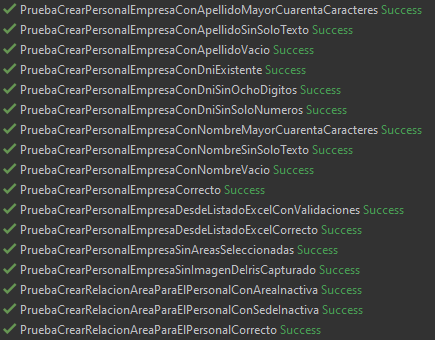 PruebaCrearPersonalEmpresaConApellidoMayorCuarentaCaracteres Success
PruebaCrearPersonalEmpresaConApellidoSinSoloTexto Success
PruebaCrearPersonalEmpresaConApellidoVacio Success
PruebaCrearPersonalEmpresaConDniExistente Success
PruebaCrearPersonalEmpresaConDniSinOchoDigitos Success
PruebaCrearPersonalEmpresaConDniSinSoloNumeros Success
PruebaCrearPersonalEmpresaConNombreMayorCuarentaCaracteres Success
PruebaCrearPersonalEmpresaConNombreSinSoloTexto Success
PruebaCrearPersonalEmpresaConNombreVacio Success
PruebaCrearPersonalEmpresaCorrecto Success
PruebaCrearPersonalEmpresaDesdeListadoExcelConValidaciones Success
PruebaCrearPersonalEmpresaDesdeListadoExcelCorrecto Success
PruebaCrearPersonalEmpresaSinAreasSeleccionadas Success
PruebaCrearPersonalEmpresaSinImagenDeIrisCapturado Success
PruebaCrearRelacionAreaParaElPersonalConAreaInactiva Success
PruebaCrearRelacionAreaParaElPersonalConSedeInactiva Success
PruebaCrearRelacionAreaParaElPersonalCorrecto Success